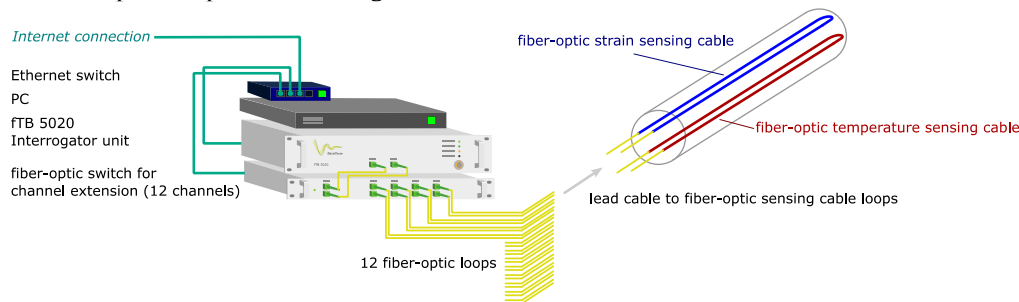 Internet connection
Ethernet switch
PC
fTB 5020
Interrogator unit
fiber-optic switch for
channel extension (12 channels)
fTB 5020
12 fiber-optic loops
fiber-optic strain sensing cable
fiber-optic temperature sensing cable
lead cable to fiber-optic sensing cable loops